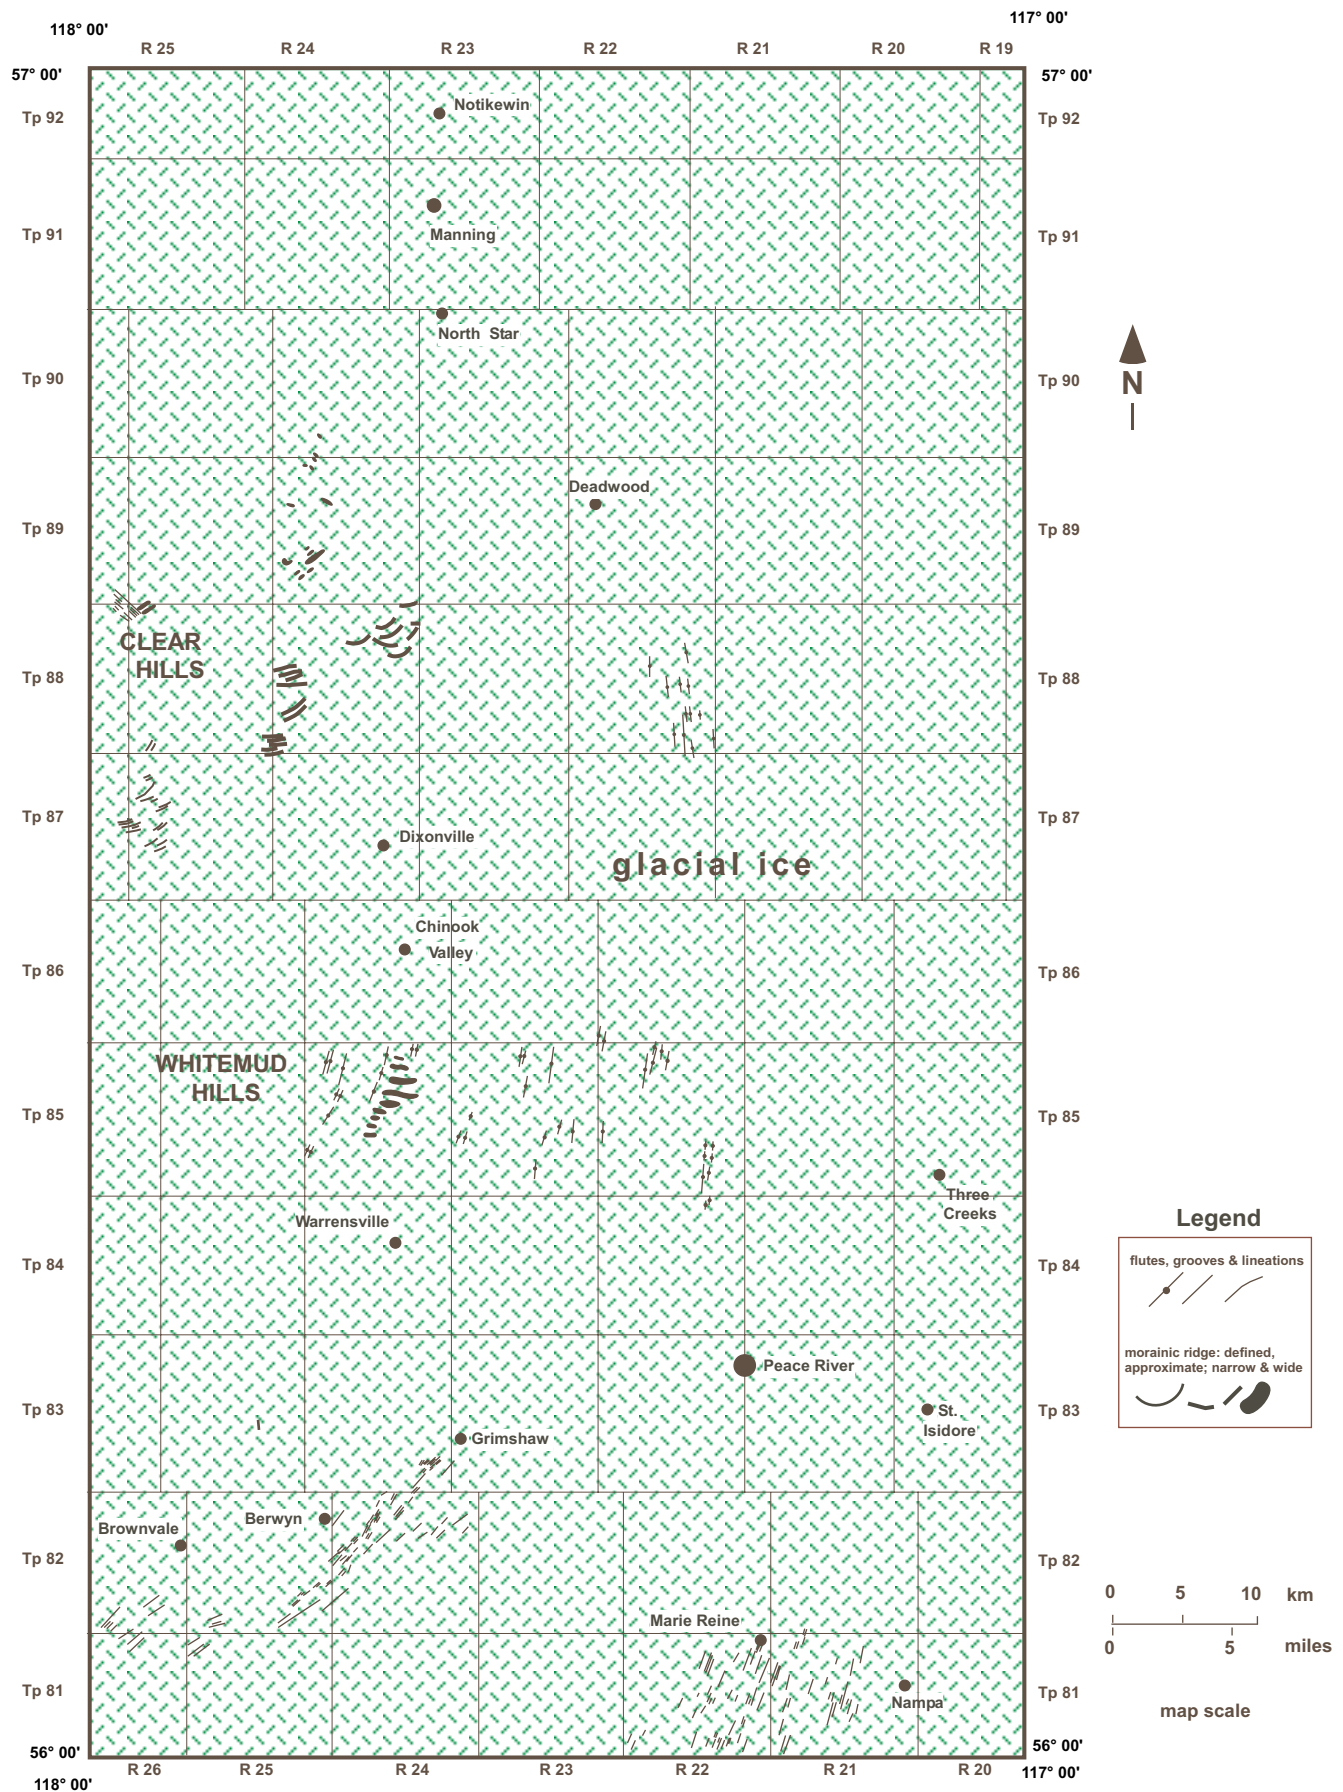 118° 00'
117° 00'
R 25 R 24 R 23 R 22 R 21 R 20 R 19
57° 00'
57° 00'
Notikewin
Tp 92
Tp 92
Manning
Tp 91
Tp 91
North Star
Tp 90
Tp 90
N
Deadwood
Tp 89
Tp 89
CLEAR
HILLS
Tp 88
Tp 88
Tp 87
Tp 87
Dixonville
glacial ice
Chinook
Valley
Tp 86
Tp 86
WHITEMUD
HILLS
Tp 85
Tp 85
Three
Creeks
Warrensville
Tp 84
Tp 84
Legend
flutes, grooves & lineations
morainic ridge: defined,
approximate; narrow & wide
Peace River
Tp 83
Tp 83
St.
Isidore
Grimshaw
Berwyn
Brownvale
Tp 82
Tp 82
0 5 10 km
0 5 miles
map scale
Marie Reine
Tp 81
Tp 81
Nampa
56° 00'
56° 00'
R 26 R 25 R 24 R 23 R 22 R 21 R 20
118° 00'
117° 00'